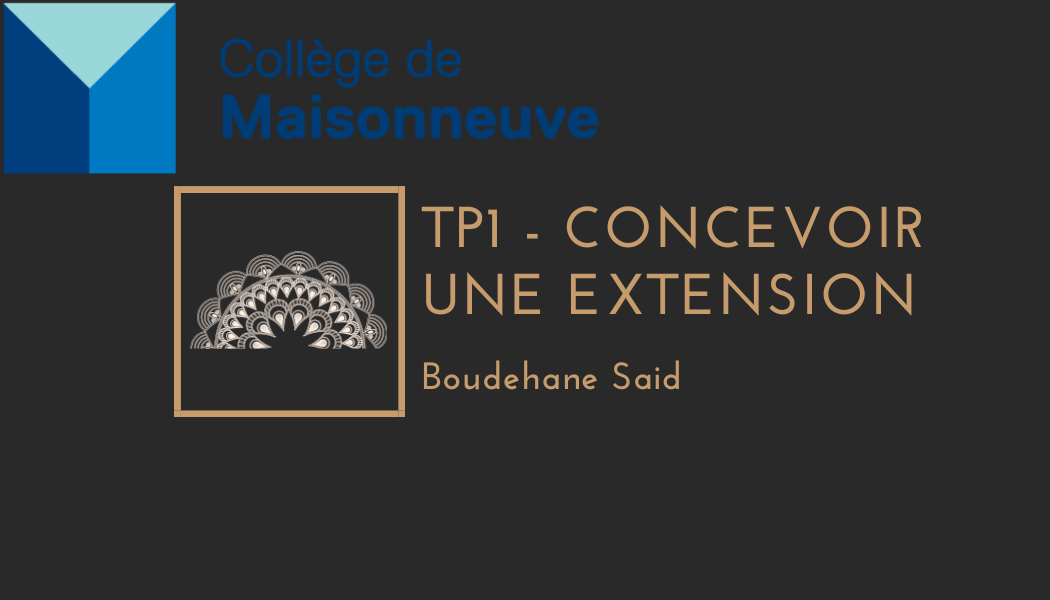 Collège de
Maisonneuve
TP1 - CONCEVOIR
UNE EXTENSION
Boudehane Said